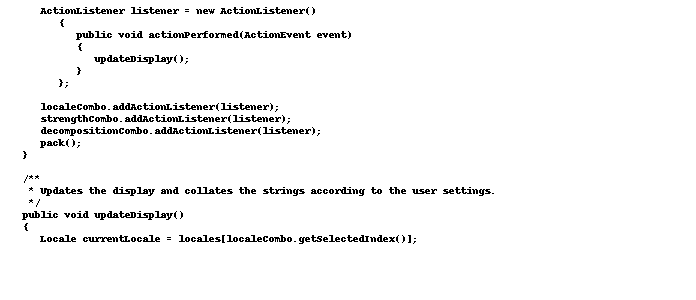 ActionListener listener = new ActionListener()
{
public void actionPerformed(ActionEvent event)
{
updateDisplay();
}
};
localeCombo.addActionListener(listener);
strengthCombo.addActionListener(listener);
decompositionCombo.addActionListener(listener);
pack();
}
/**
* Updates the display and collates the strings according to the user settings.
*/
public void updateDisplay()
{
Locale currentLocale = locales[localeCombo.getSelectedIndex()];